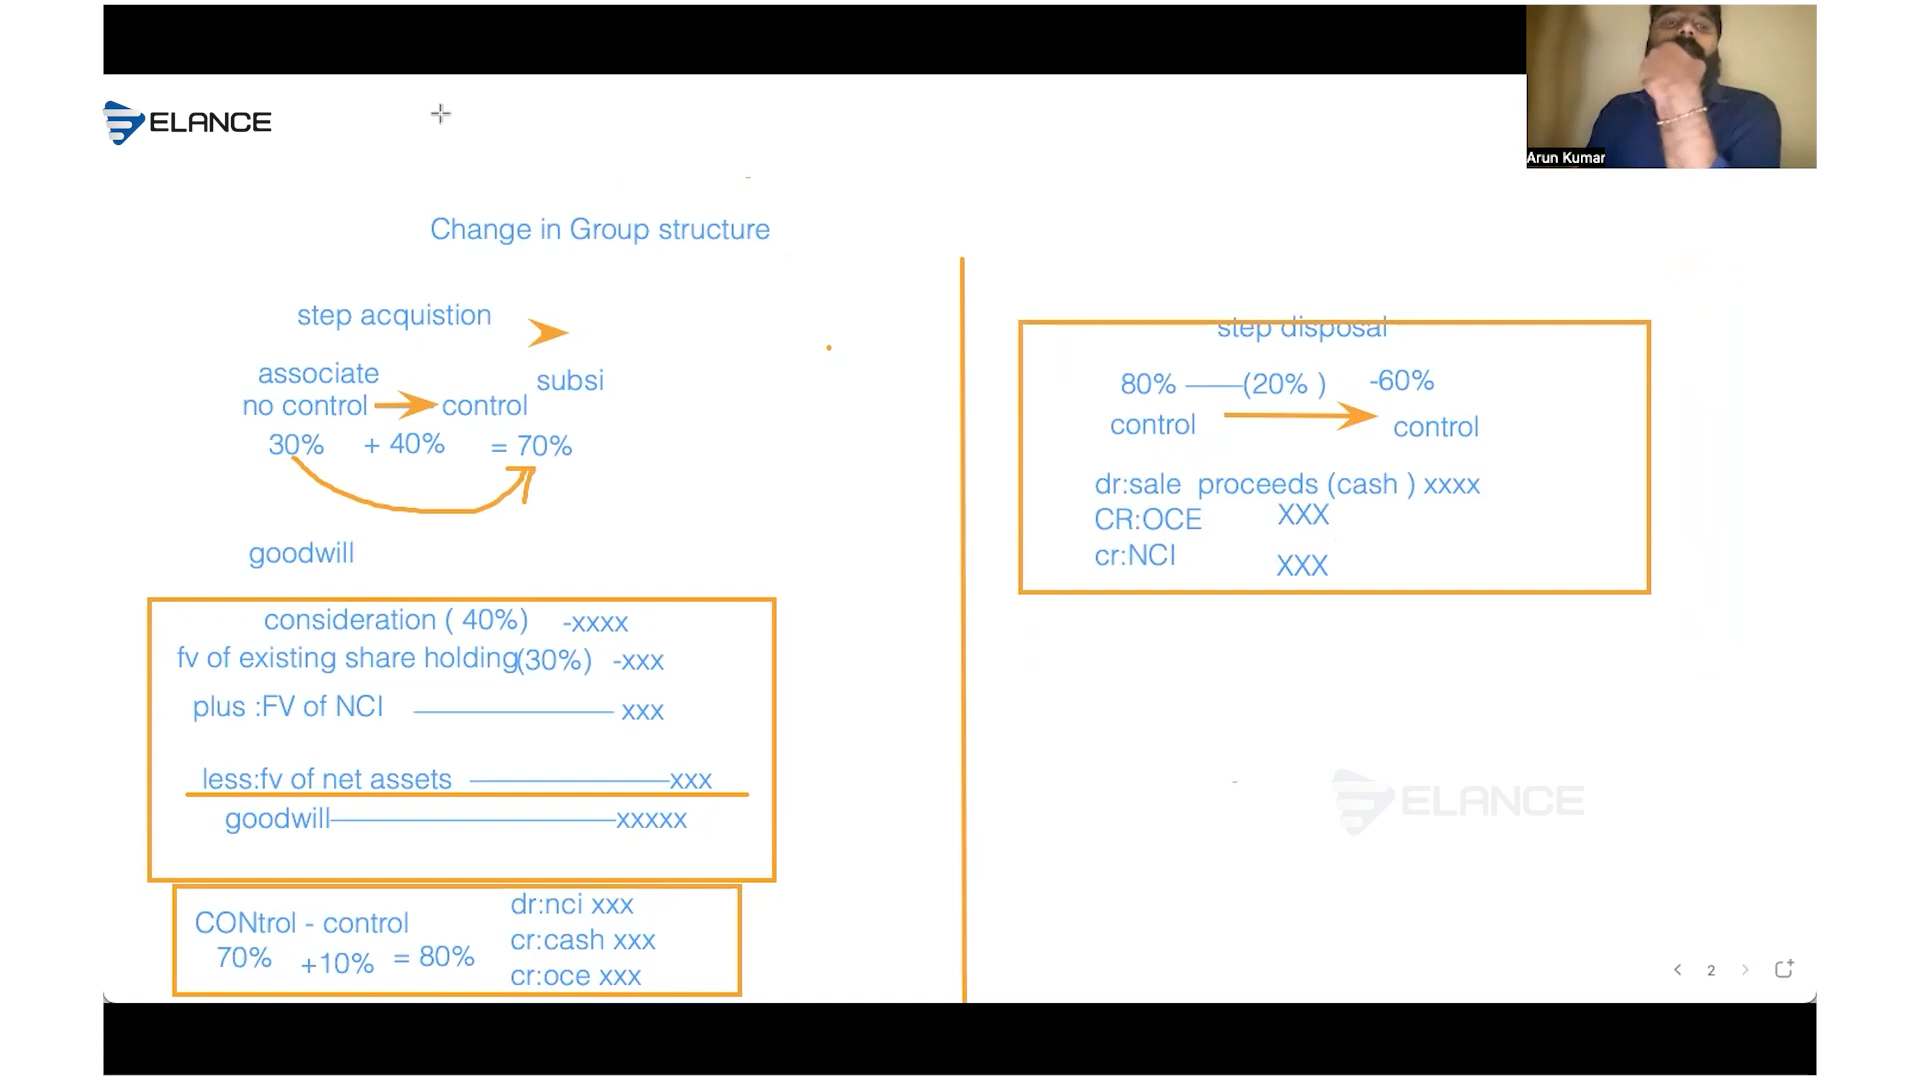 ELANCE
Arun Kumar
Change in Group structure
step acquistion
associate
subsi
no control control
30% + 40% = 70%
goodwill
consideration ( 40%) -xxxx
fv of existing share holding(30%) -xxx
plus :FV of NCI xxx
less:fv of net assets xxx
goodwill xxxxx
CONtrol - control
70% +10% = 80%
dr:nci xxx
cr:cash xxx
cr:oce xxx
step disposal
80% (20% ) -60%
control control
dr:sale proceeds (cash ) xxxx
CR:OCE XXX
cr:NCI XXX
ELANCE
2